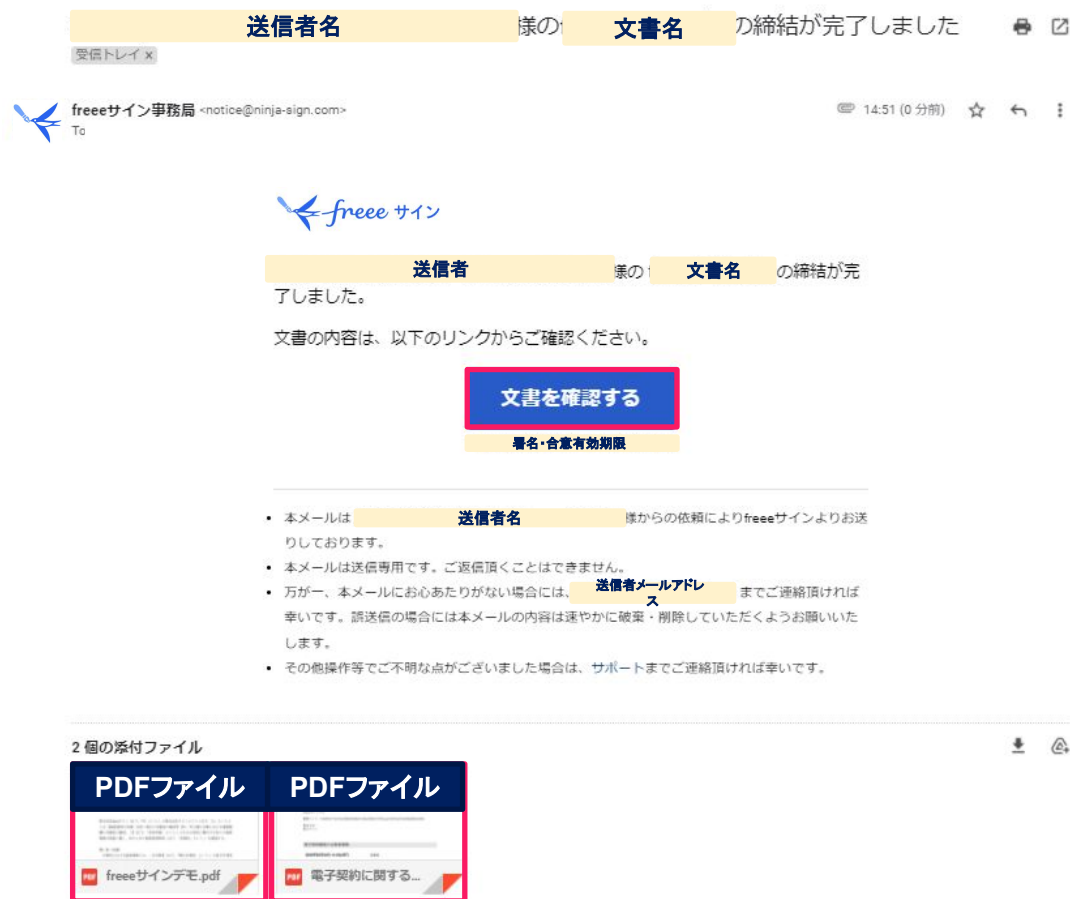 送信者名 様の 文書名 の締結が完了しました
受信トレイ x
freeeサイン事務局 <notice@ninja-sign.com>
14:51 (0 分前)
To
freee サイン
送信者 様の 文書名 の締結が完
了しました。
文書の内容は、以下のリンクからご確認ください。
文書を確認する
署名・合意有効期限
• 本メールは 送信者名 様からの依頼によりfreeeサインよりお送
りしております。
• 本メールは送信専用です。ご返信頂くことはできません。
• 万が一、本メールにお心あたりがない場合には、 送信者メールアドレ
ス までご連絡頂ければ
幸いです。誤送信の場合には本メールの内容は速やかに破棄・削除していただくようお願いいた
します。
• その他操作等でご不明な点がございました場合は、サポートまでご連絡頂ければ幸いです。
2 個の添付ファイル
PDFファイル PDFファイル
PDF freeeサインデモ.pdf
PDF 電子契約に関する...